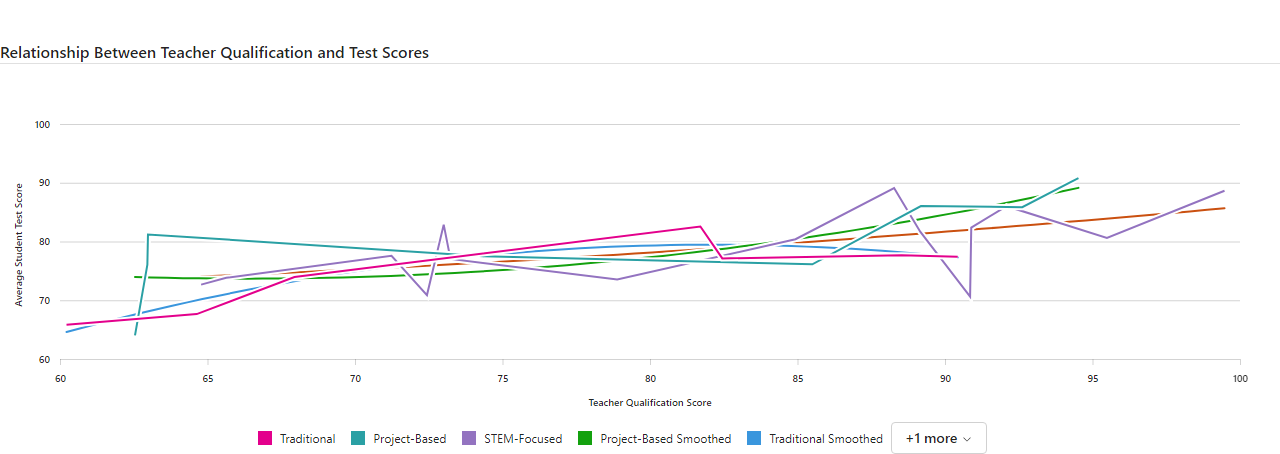 Relationship Between Teacher Qualification and Test Scores
Average Student Test Score
100
90
80
70
60
60 65 70 75 80 85 90 95 100
Teacher Qualification Score
Traditional Project-Based STEM-Focused Project-Based Smoothed Traditional Smoothed +1 more